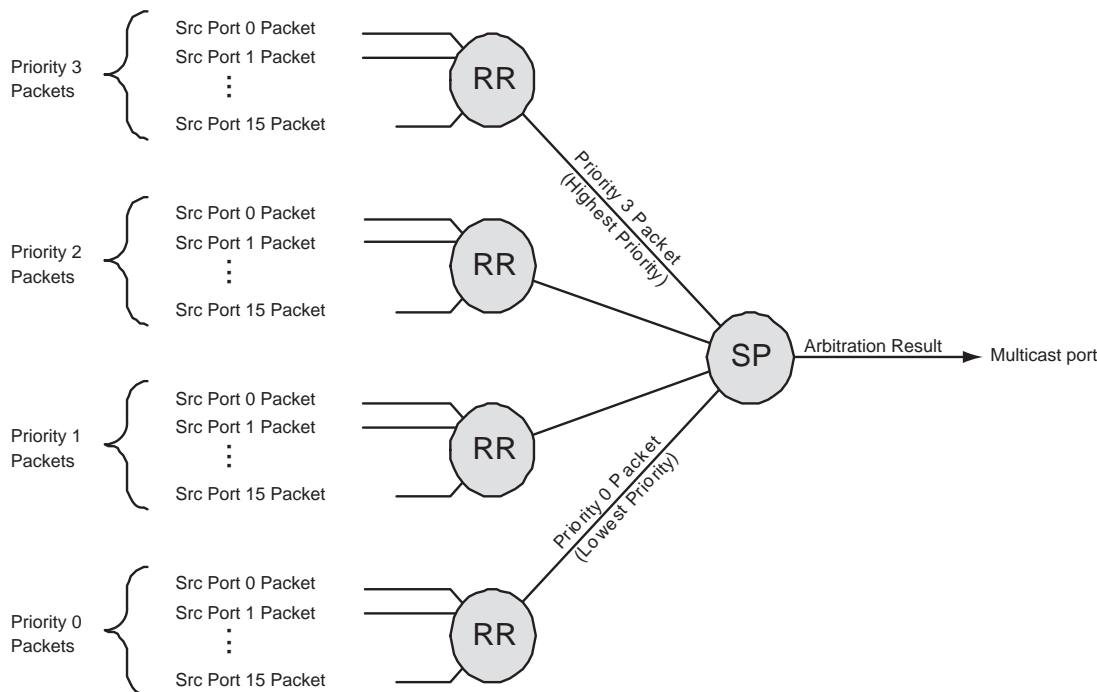 Priority 3
Packets
Src Port 0 Packet
Src Port 1 Packet
Src Port 15 Packet
RR
Priority 3 Packet
(Highest Priority)
Priority 2
Packets
Src Port 0 Packet
Src Port 1 Packet
Src Port 15 Packet
RR
SP
Arbitration Result
Multicast port
Priority 1
Packets
Src Port 0 Packet
Src Port 1 Packet
Src Port 15 Packet
RR
Priority 0 Packet
(Lowest Priority)
Priority 0
Packets
Src Port 0 Packet
Src Port 1 Packet
Src Port 15 Packet
RR